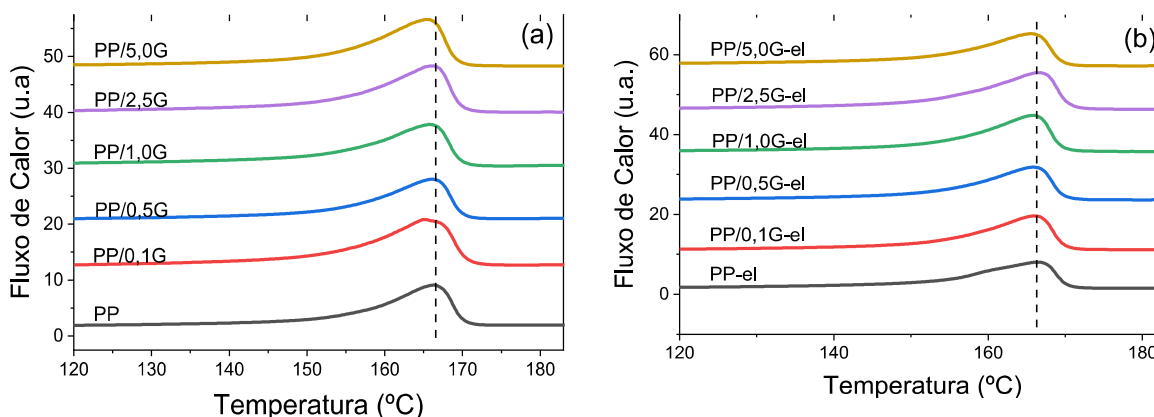 (a)
Fluxo de Calor (u.a)
50
40
30
20
10
0
PP/5,0G
PP/2,5G
PP/1,0G
PP/0,5G
PP/0,1G
PP
120 130 140 150 160 170 180
Temperatura (ºC)
(b)
Fluxo de Calor (u.a.)
60
40
20
0
PP/5,0G-el
PP/2,5G-el
PP/1,0G-el
PP/0,5G-el
PP/0,1G-el
PP-el
120 140 160 180
Temperatura (ºC)